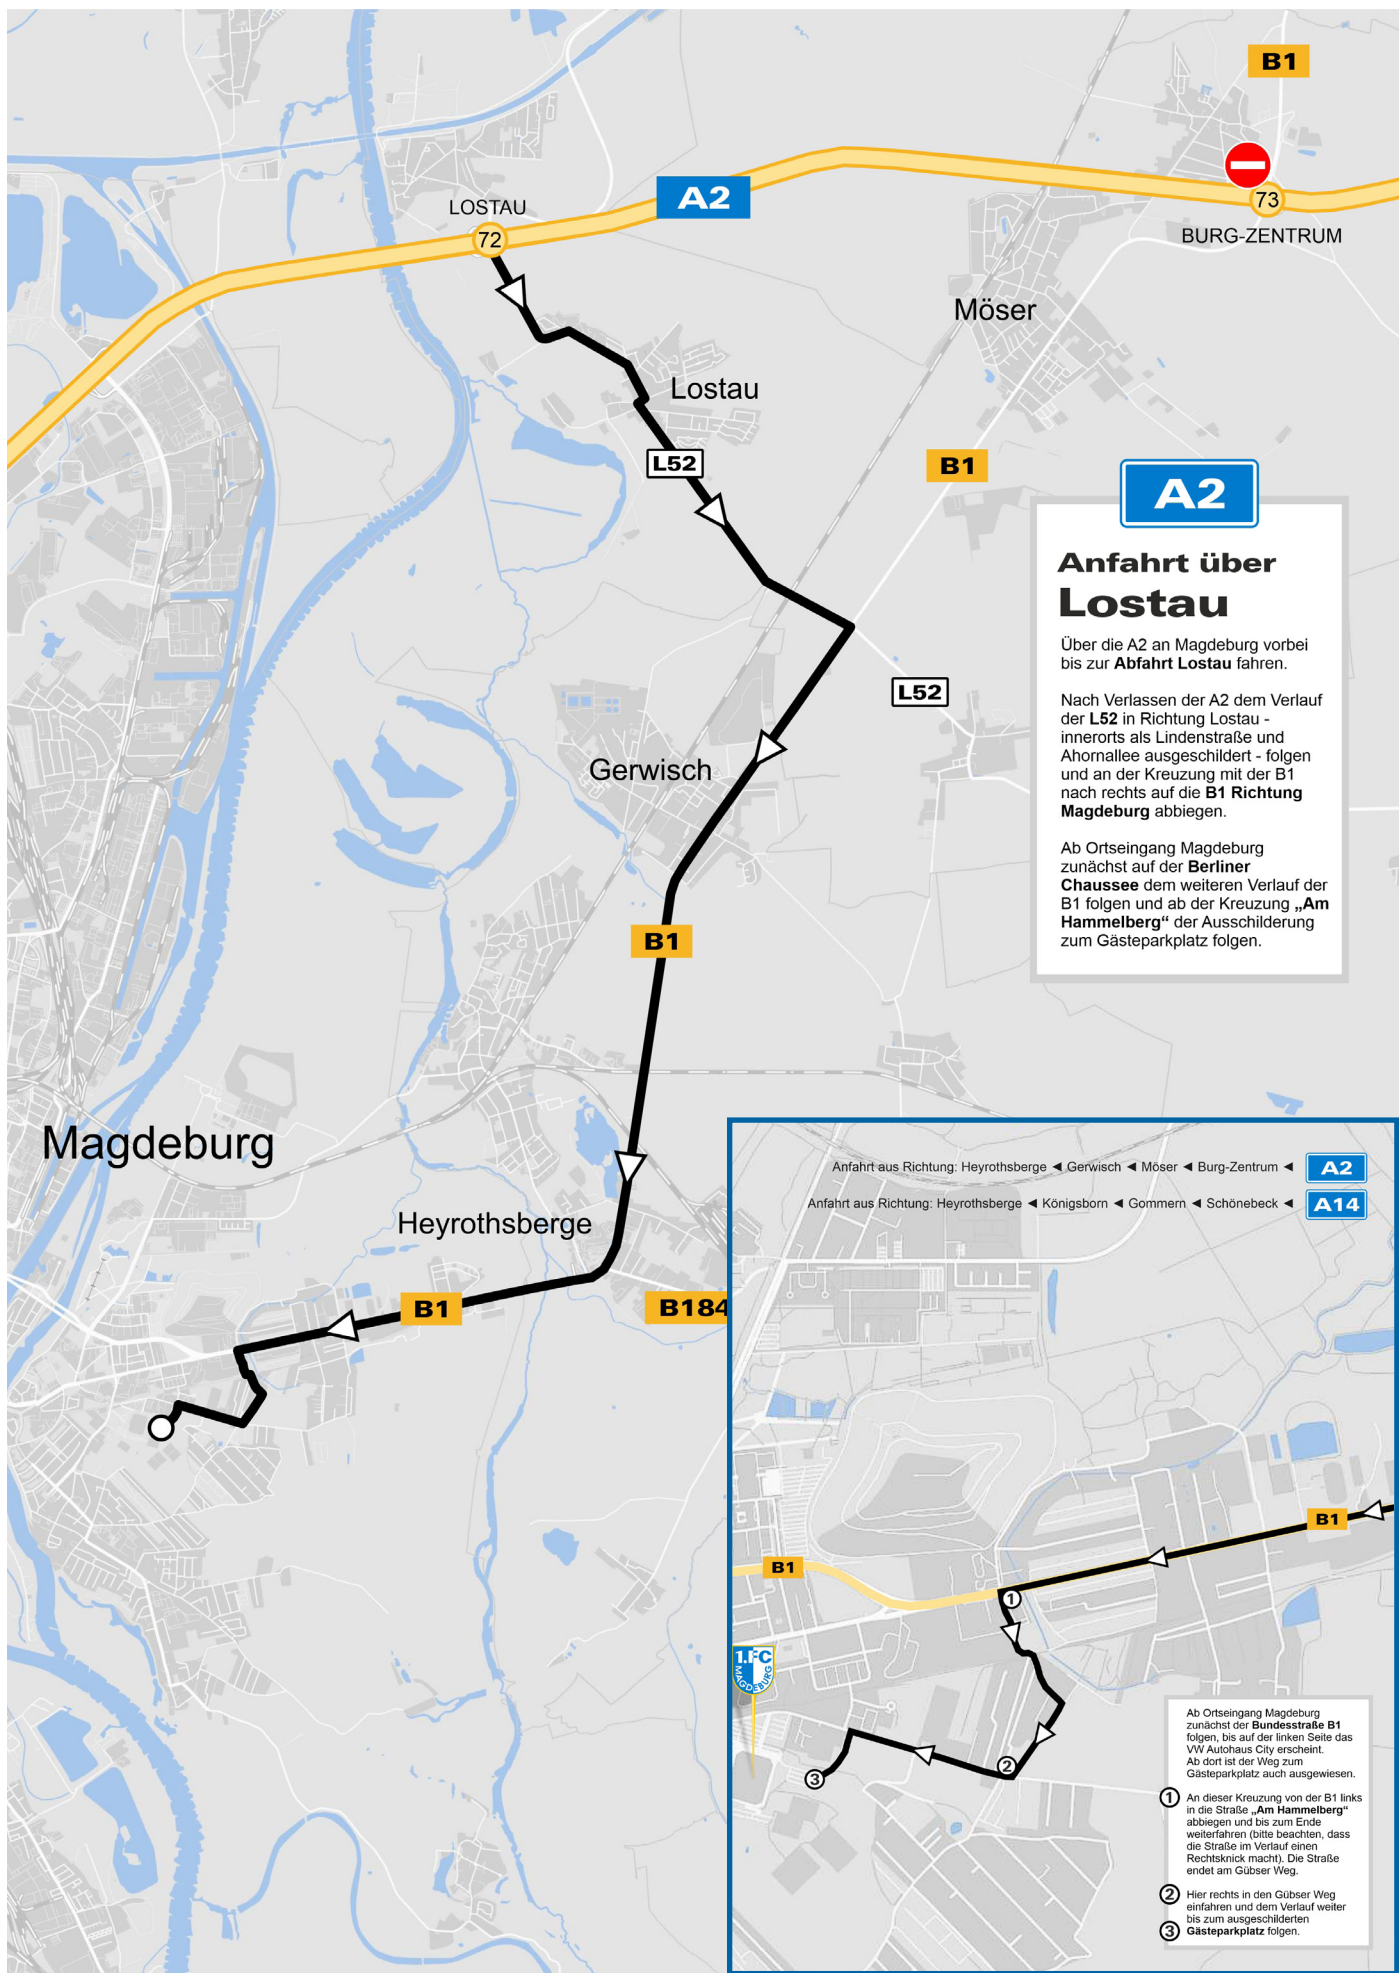 B1
A2
LOSTAU
72
73
BURG-ZENTRUM
Möser
Lostau
L52
B1
A2
Anfahrt über
Lostau
Über die A2 an Magdeburg vorbei
bis zur Abfahrt Lostau fahren.
Nach Verlassen der A2 dem Verlauf
der L52 in Richtung Lostau -
innerorts als Lindenstraße und
Ahornallee ausgeschildert - folgen
und an der Kreuzung mit der B1
nach rechts auf die B1 Richtung
Magdeburg abbiegen.
Ab Ortseingang Magdeburg
zunächst auf der Berliner
Chaussee dem weiteren Verlauf der
B1 folgen und ab der Kreuzung „Am
Hammelberg“ der Ausschilderung
zum Gästeparkplatz folgen.
L52
Gerwisch
B1
Magdeburg
Heyrothsberge
B1
B184
Anfahrt aus Richtung: Heyrothsberge ◄ Gerwisch ◄ Möser ◄ Burg-Zentrum ◄ A2
Anfahrt aus Richtung: Heyrothsberge ◄ Königsborn ◄ Gommern ◄ Schönebeck ◄ A14
B1
B1
1
1.FC
MAGDEBURG
2
3
Ab Ortseingang Magdeburg
zunächst der Bundesstraße B1
folgen, bis auf der linken Seite das
VW Autohaus City erscheint.
Ab dort ist der Weg zum
Gästeparkplatz auch ausgewiesen.
1 An dieser Kreuzung von der B1 links
in die Straße „Am Hammelberg“
abbiegen und bis zum Ende
weiterfahren (bitte beachten, dass
die Straße im Verlauf einen
Rechtsknick macht). Die Straße
endet am Gübser Weg.
2 Hier rechts in den Gübser Weg
einfahren und dem Verlauf weiter
bis zum ausgeschilderten
3 Gästeparkplatz folgen.